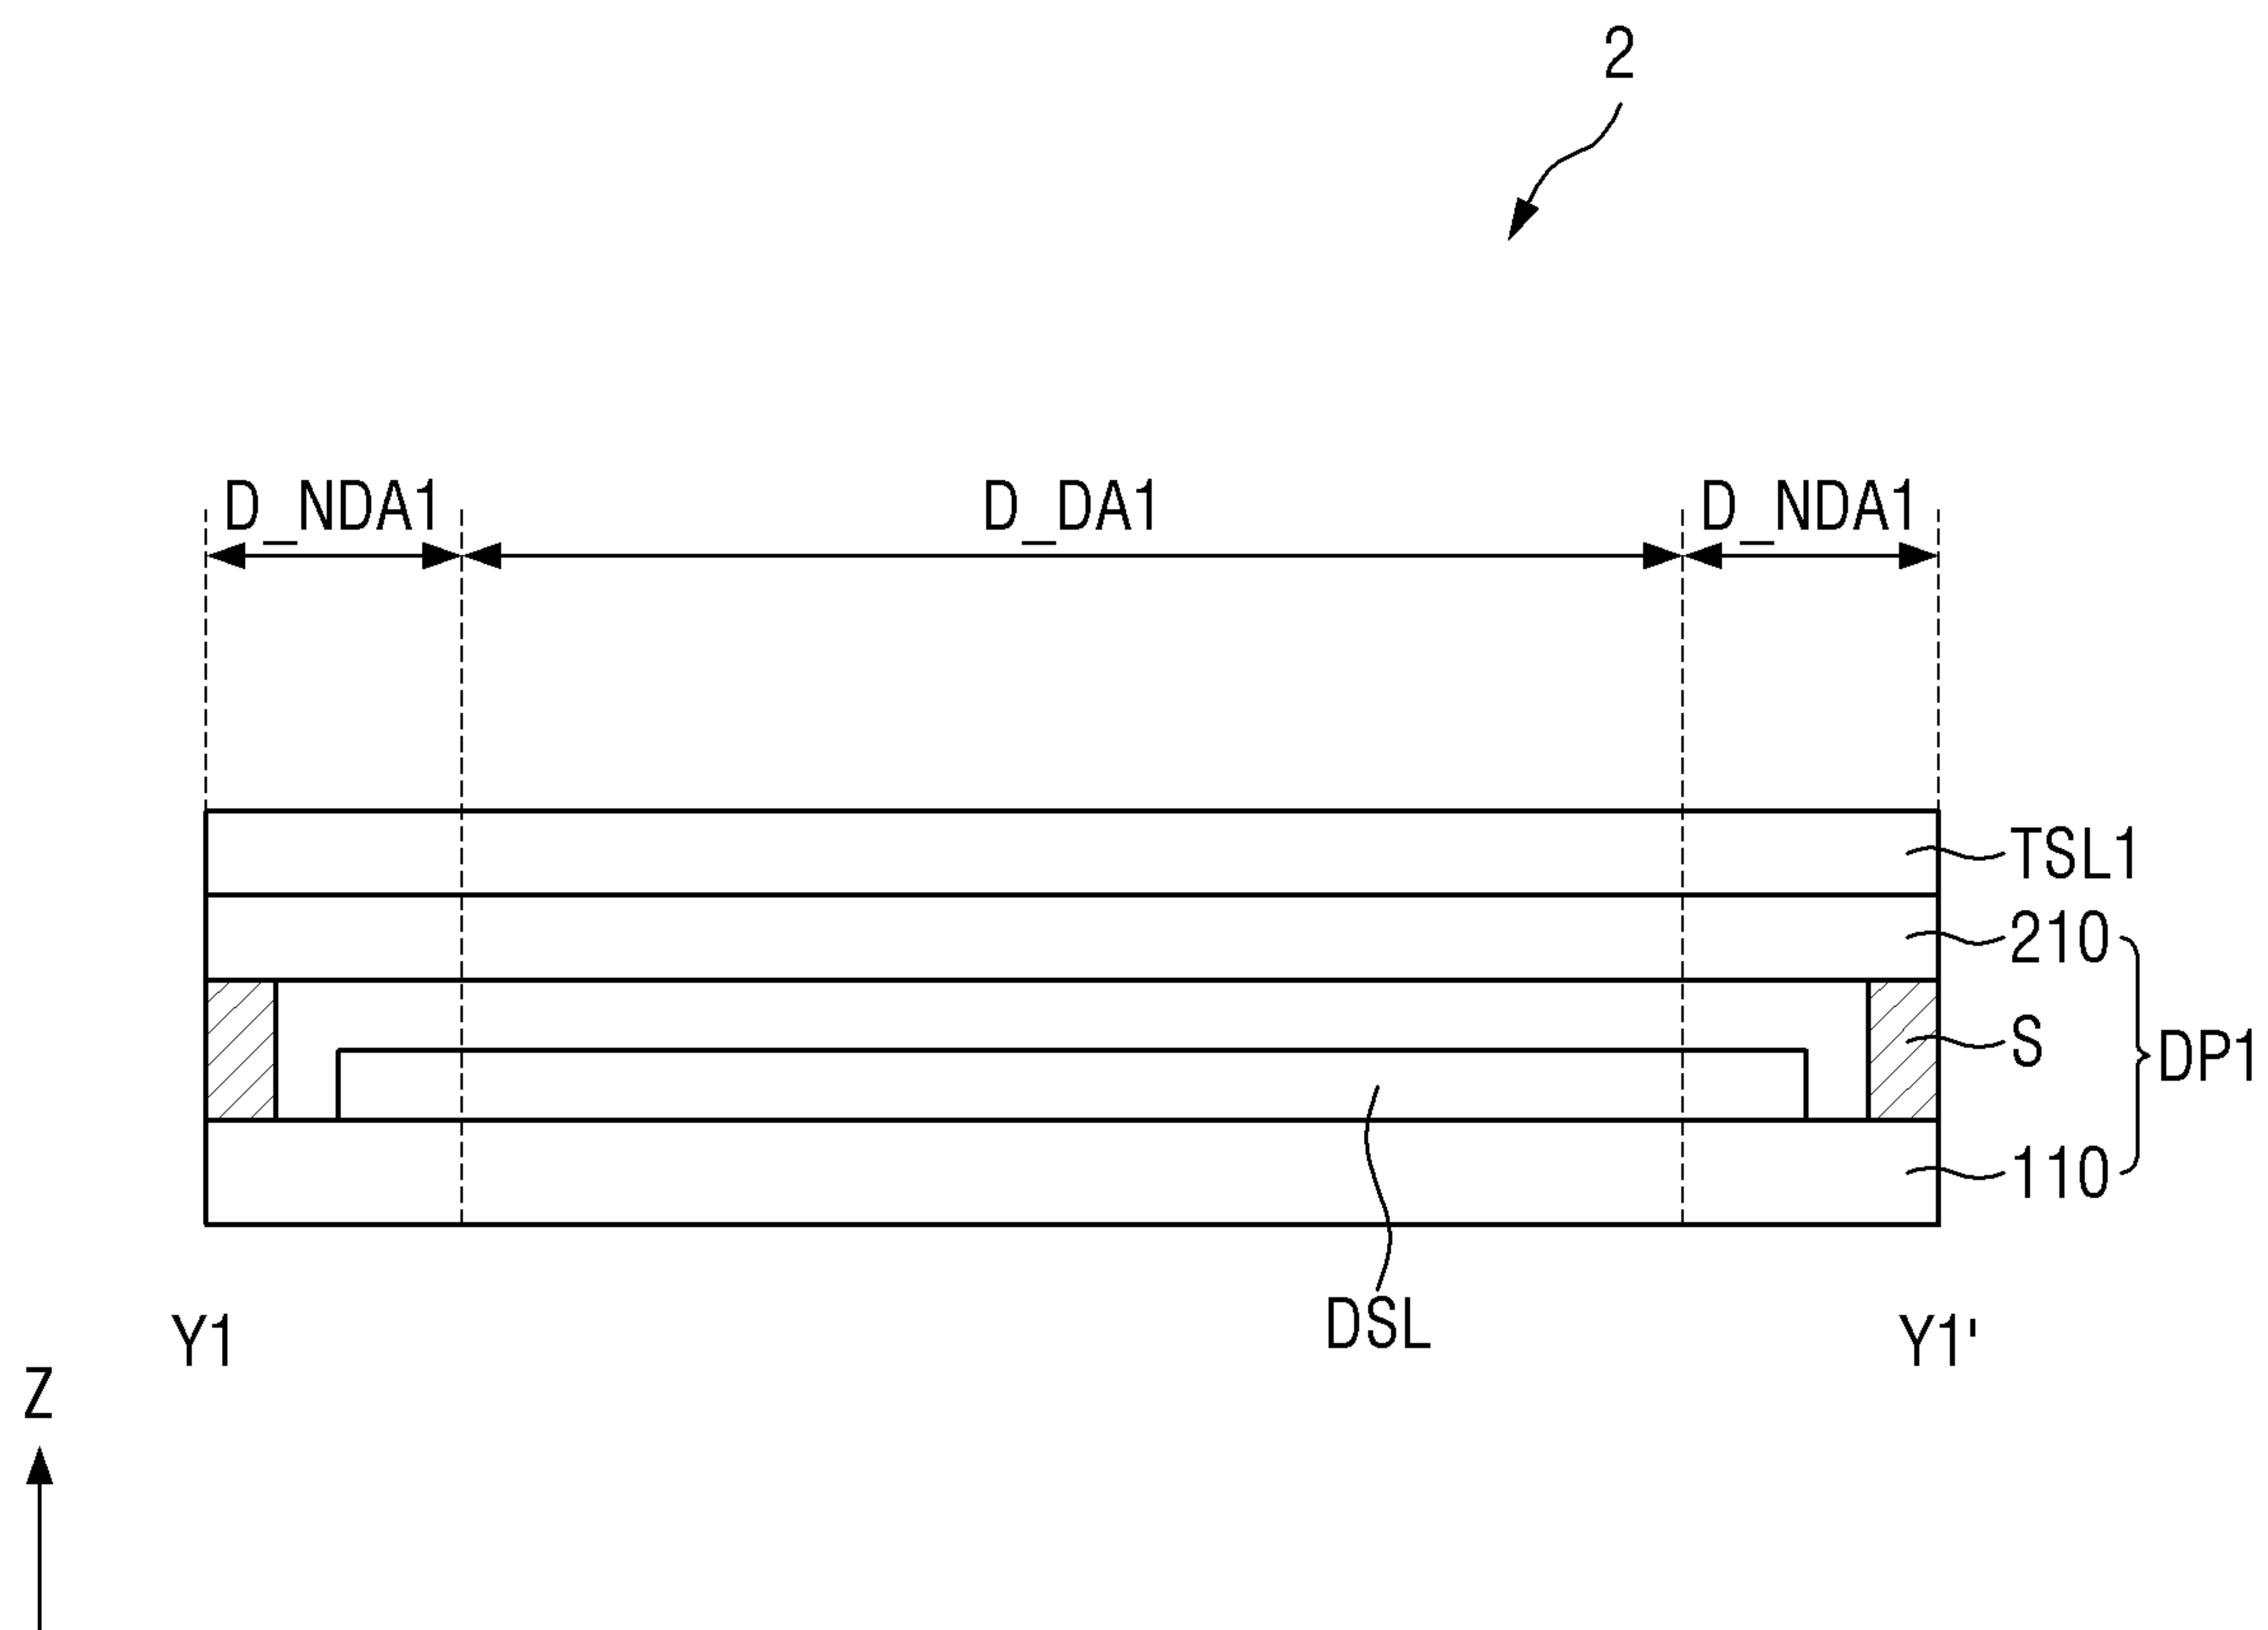 2
D_NDA1 D_DA1 D_NDA1
TSL1
210
S
DP1
110
DSL
Y1 Y1'
Z